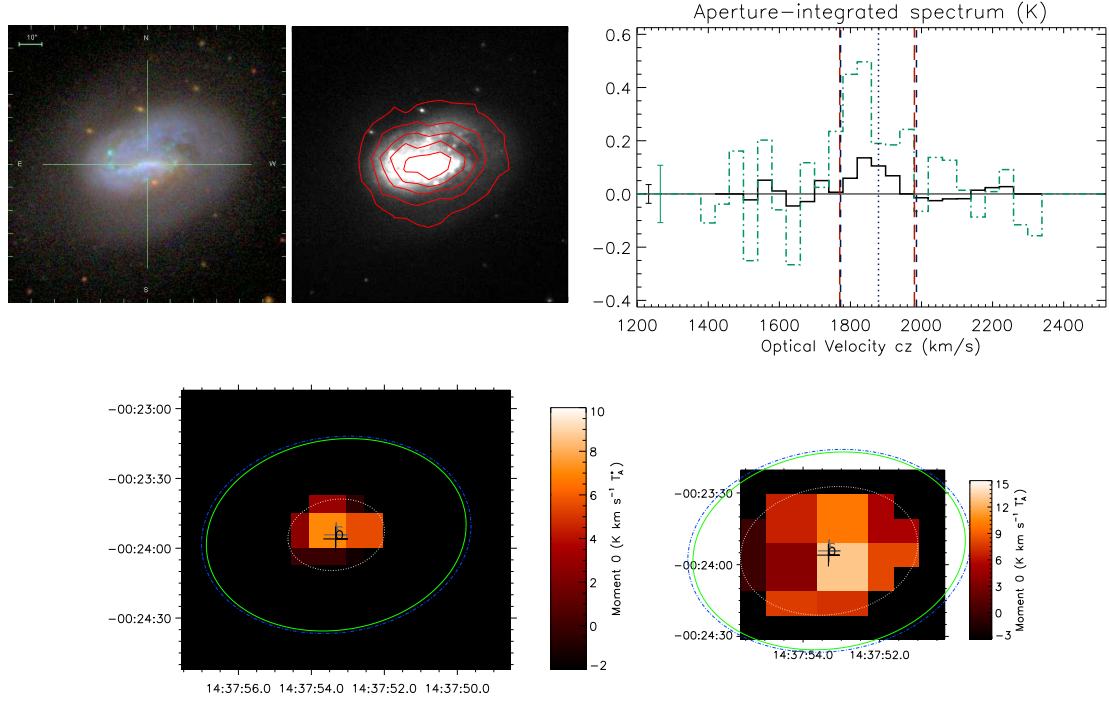 10"
N
E
W
S
Aperture-integrated spectrum (K)
0.6
0.4
0.2
0.0
-0.2
-0.4
1200 1400 1600 1800 2000 2200 2400
Optical Velocity cz (km/s)
-00:23:00
-00:23:30
-00:24:00
-00:24:30
14:37:56.0 14:37:54.0 14:37:52.0 14:37:50.0
10
8
6
4
2
0
-2
Moment 0 (K km s⁻¹ T*A)
-00:23:30
-00:24:00
-00:24:30
14:37:54.0 14:37:52.0
15
12
9
6
3
0
-3
Moment 0 (K km s⁻¹ T*A)